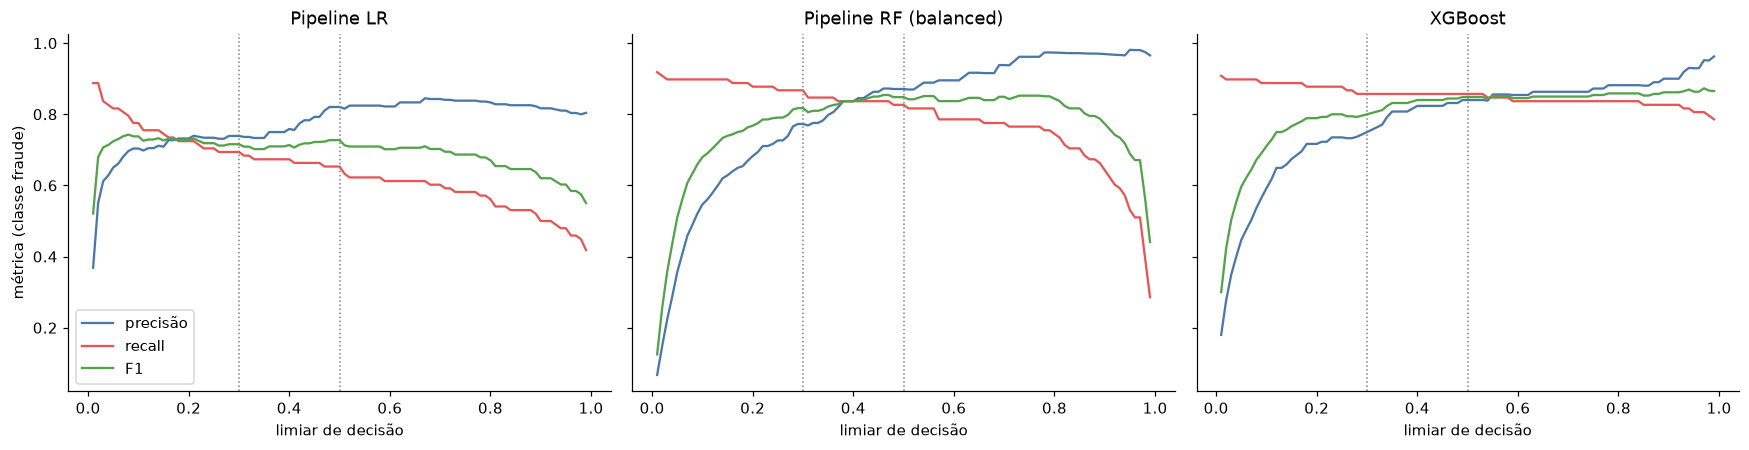 Pipeline LR
Pipeline RF (balanced)
XGBoost
métrica (classe fraude)
1.0
0.8
0.6
0.4
0.2
precisão
recall
F1
0.0 0.2 0.4 0.6 0.8 1.0
0.0 0.2 0.4 0.6 0.8 1.0
0.0 0.2 0.4 0.6 0.8 1.0
limiar de decisão
limiar de decisão
limiar de decisão